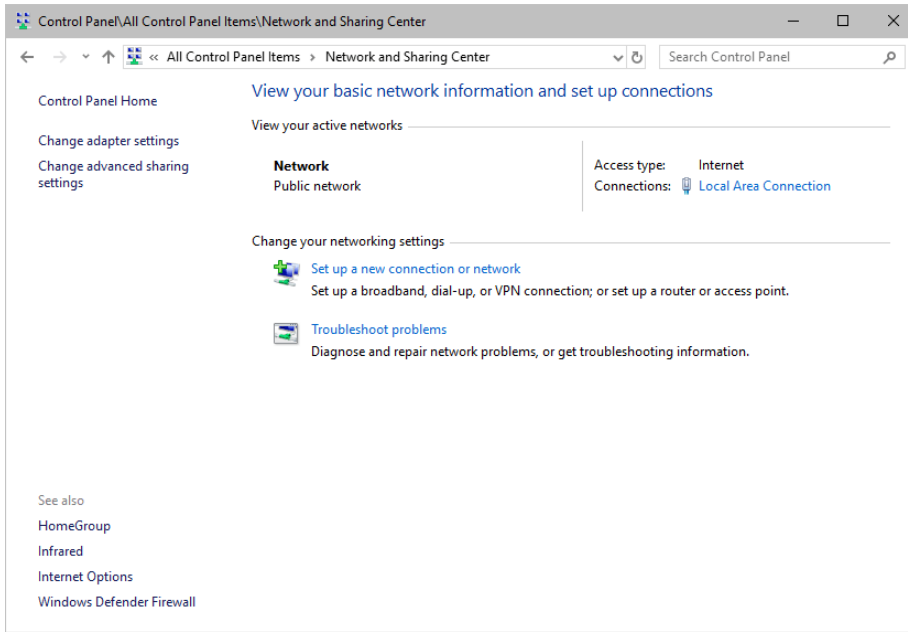 Control Panel\All Control Panel Items\Network and Sharing Center
« All Control Panel Items › Network and Sharing Center
Search Control Panel
Control Panel Home
Change adapter settings
Change advanced sharing
settings
View your basic network information and set up connections
View your active networks
Network
Public network
Access type: Internet
Connections: Local Area Connection
Change your networking settings
Set up a new connection or network
Set up a broadband, dial-up, or VPN connection; or set up a router or access point.
Troubleshoot problems
Diagnose and repair network problems, or get troubleshooting information.
See also
HomeGroup
Infrared
Internet Options
Windows Defender Firewall